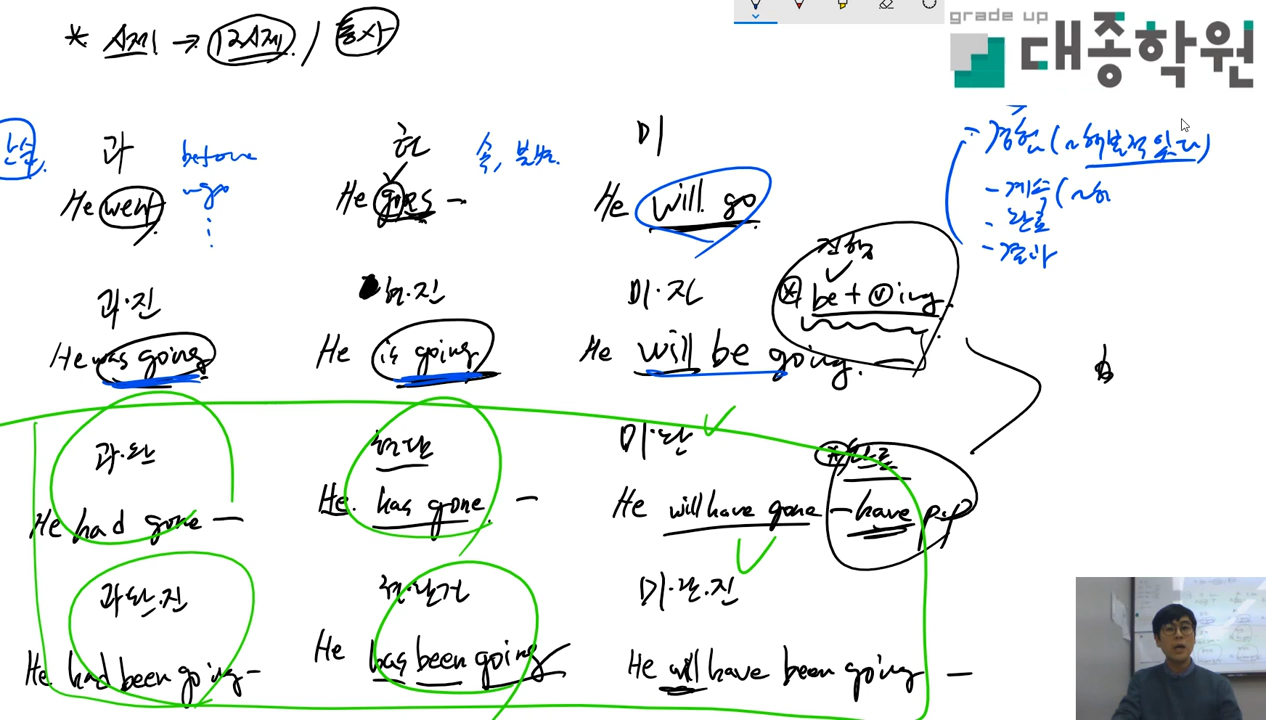 grade up
대종학원
* 시제 → 12시제 / 동사
단순
과 현 미
before
ago
속, 불변
He went
He goes
He will go
- 경험 (~해본적 있다)
- 계속 (~해
- 완료
- 결과
진행
* be + ⓥing
과·진 현·진 미·진
He was going
He is going
He will be going.
과·완 현·완 미·완
* 완료
He had gone
He has gone
He will have gone
- have p.p
과·완·진 현·완·진 미·완·진
He had been going
He has been going
He will have been going